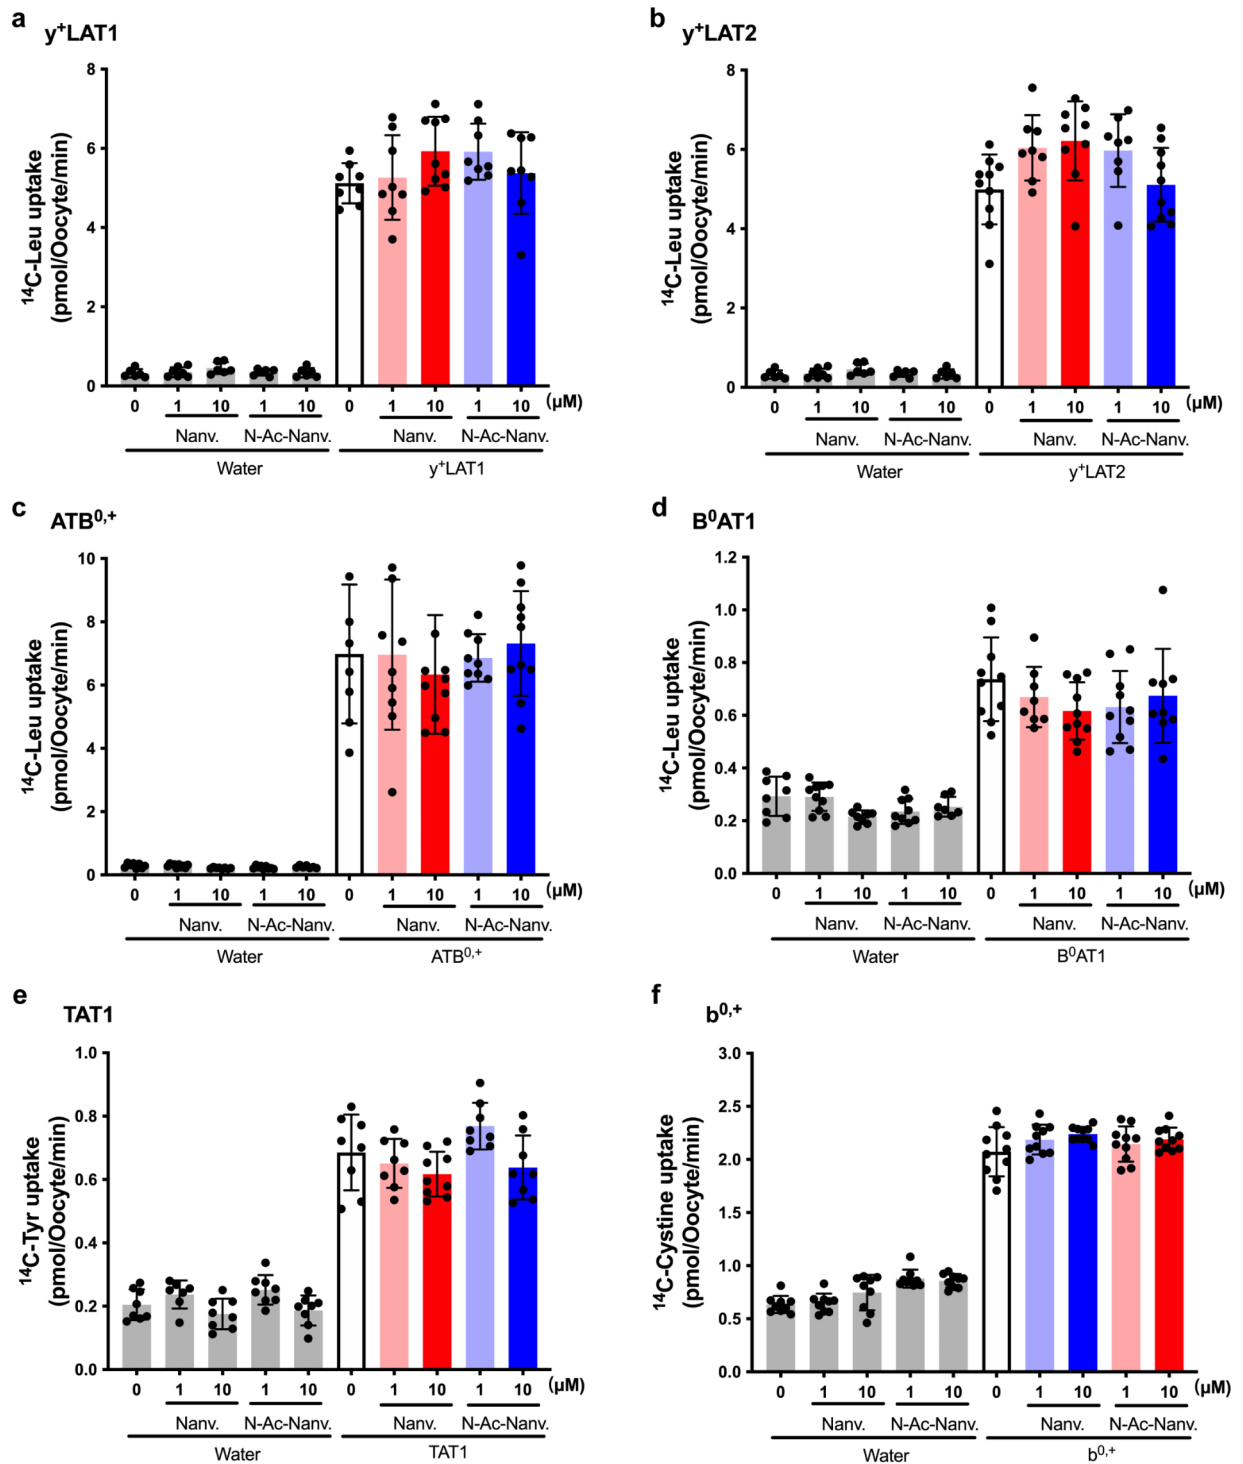 a
y⁺LAT1
¹⁴C-Leu uptake
(pmol/Oocyte/min)
8
6
4
2
0
0 1 10 1 10 0 1 10 1 10 (μM)
Nanv. N-Ac-Nanv. Nanv. N-Ac-Nanv.
Water y⁺LAT1
b
y⁺LAT2
¹⁴C-Leu uptake
(pmol/Oocyte/min)
8
6
4
2
0
0 1 10 1 10 0 1 10 1 10 (μM)
Nanv. N-Ac-Nanv. Nanv. N-Ac-Nanv.
Water y⁺LAT2
c
ATB⁰,⁺
¹⁴C-Leu uptake
(pmol/Oocyte/min)
10
8
6
4
2
0
0 1 10 1 10 0 1 10 1 10 (μM)
Nanv. N-Ac-Nanv. Nanv. N-Ac-Nanv.
Water ATB⁰,⁺
d
B⁰AT1
¹⁴C-Leu uptake
(pmol/Oocyte/min)
1.2
1.0
0.8
0.6
0.4
0.2
0.0
0 1 10 1 10 0 1 10 1 10 (μM)
Nanv. N-Ac-Nanv. Nanv. N-Ac-Nanv.
Water B⁰AT1
e
TAT1
¹⁴C-Tyr uptake
(pmol/Oocyte/min)
1.0
0.8
0.6
0.4
0.2
0.0
0 1 10 1 10 0 1 10 1 10 (μM)
Nanv. N-Ac-Nanv. Nanv. N-Ac-Nanv.
Water TAT1
f
b⁰,⁺
¹⁴C-Cystine uptake
(pmol/Oocyte/min)
3.0
2.5
2.0
1.5
1.0
0.5
0.0
0 1 10 1 10 0 1 10 1 10 (μM)
Nanv. N-Ac-Nanv. Nanv. N-Ac-Nanv.
Water b⁰,⁺